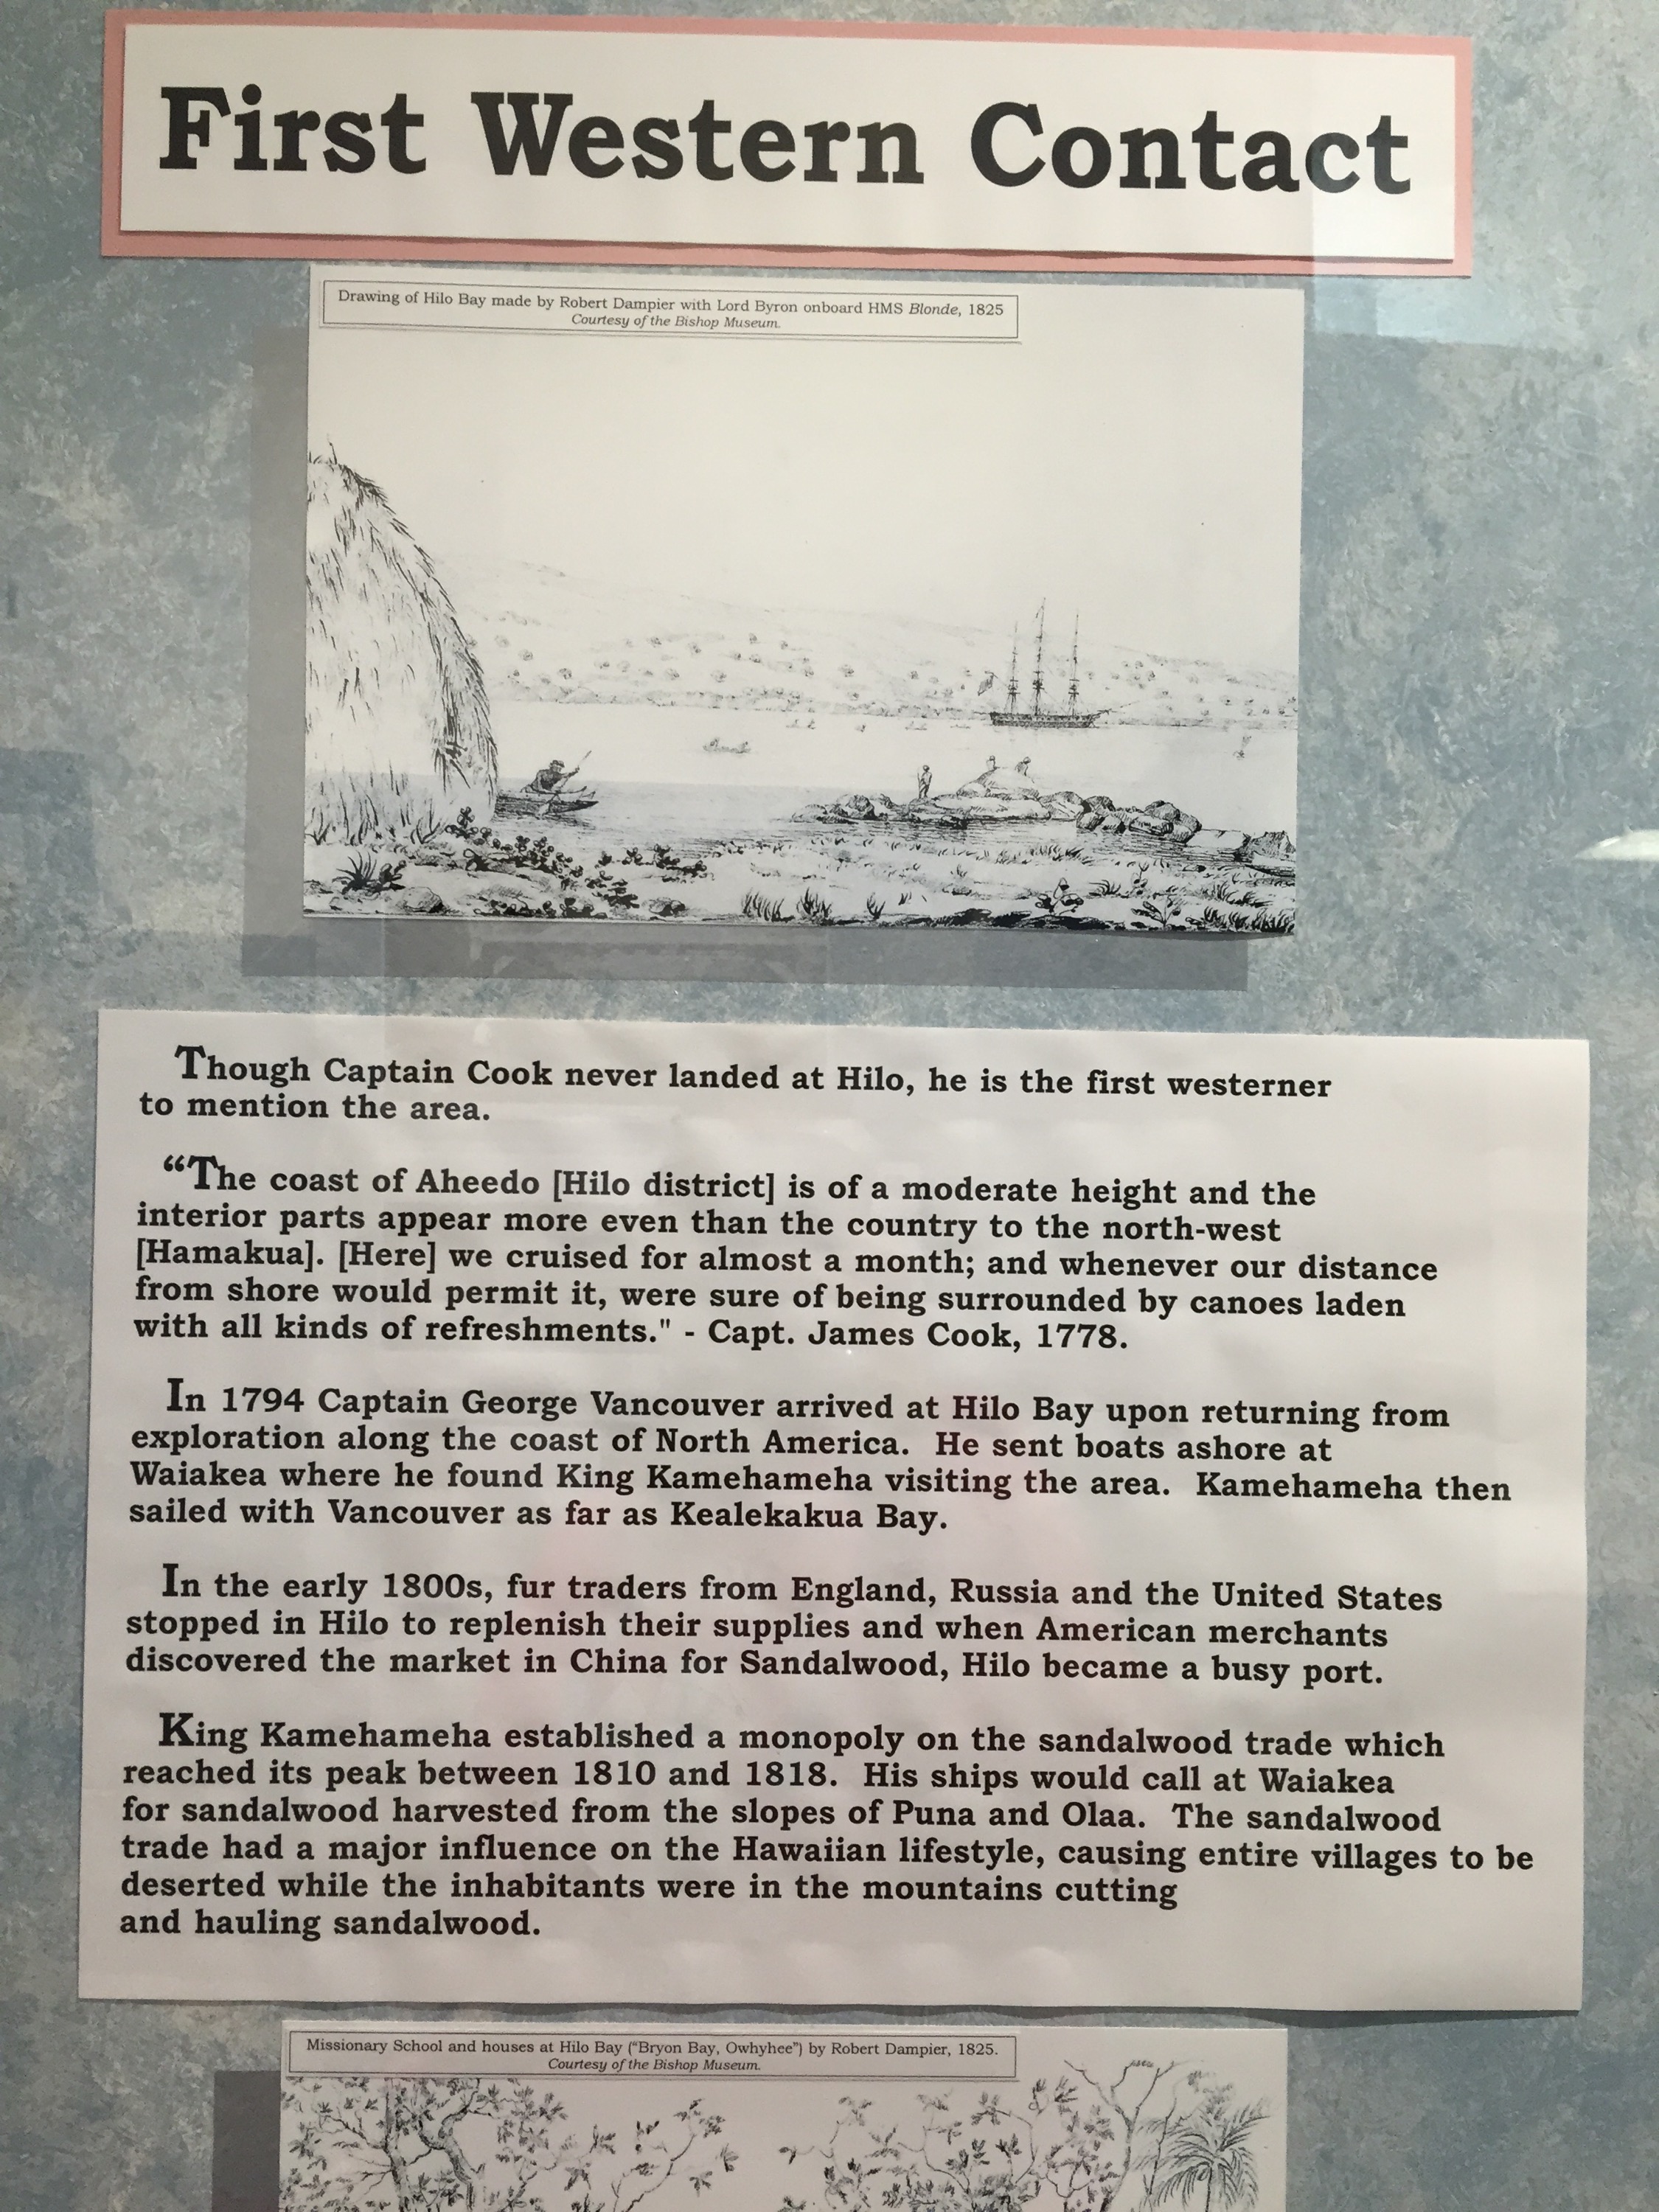 First Western Contact
Drawing of Hilo Bay made by Robert Dampier with Lord Byron onboard HMS Blonde, 1825
Courtesy of the Bishop Museum.
Though Captain Cook never landed at Hilo, he is the first westerner
to mention the area.
“The coast of Aheedo [Hilo district] is of a moderate height and the
interior parts appear more even than the country to the north-west
[Hamakua]. [Here] we cruised for almost a month; and whenever our distance
from shore would permit it, were sure of being surrounded by canoes laden
with all kinds of refreshments." - Capt. James Cook, 1778.
In 1794 Captain George Vancouver arrived at Hilo Bay upon returning from
exploration along the coast of North America. He sent boats ashore at
Waiakea where he found King Kamehameha visiting the area. Kamehameha then
sailed with Vancouver as far as Kealekakua Bay.
In the early 1800s, fur traders from England, Russia and the United States
stopped in Hilo to replenish their supplies and when American merchants
discovered the market in China for Sandalwood, Hilo became a busy port.
King Kamehameha established a monopoly on the sandalwood trade which
reached its peak between 1810 and 1818. His ships would call at Waiakea
for sandalwood harvested from the slopes of Puna and Olaa. The sandalwood
trade had a major influence on the Hawaiian lifestyle, causing entire villages to be
deserted while the inhabitants were in the mountains cutting
and hauling sandalwood.
Missionary School and houses at Hilo Bay (“Bryon Bay, Owhyhee”) by Robert Dampier, 1825.
Courtesy of the Bishop Museum.